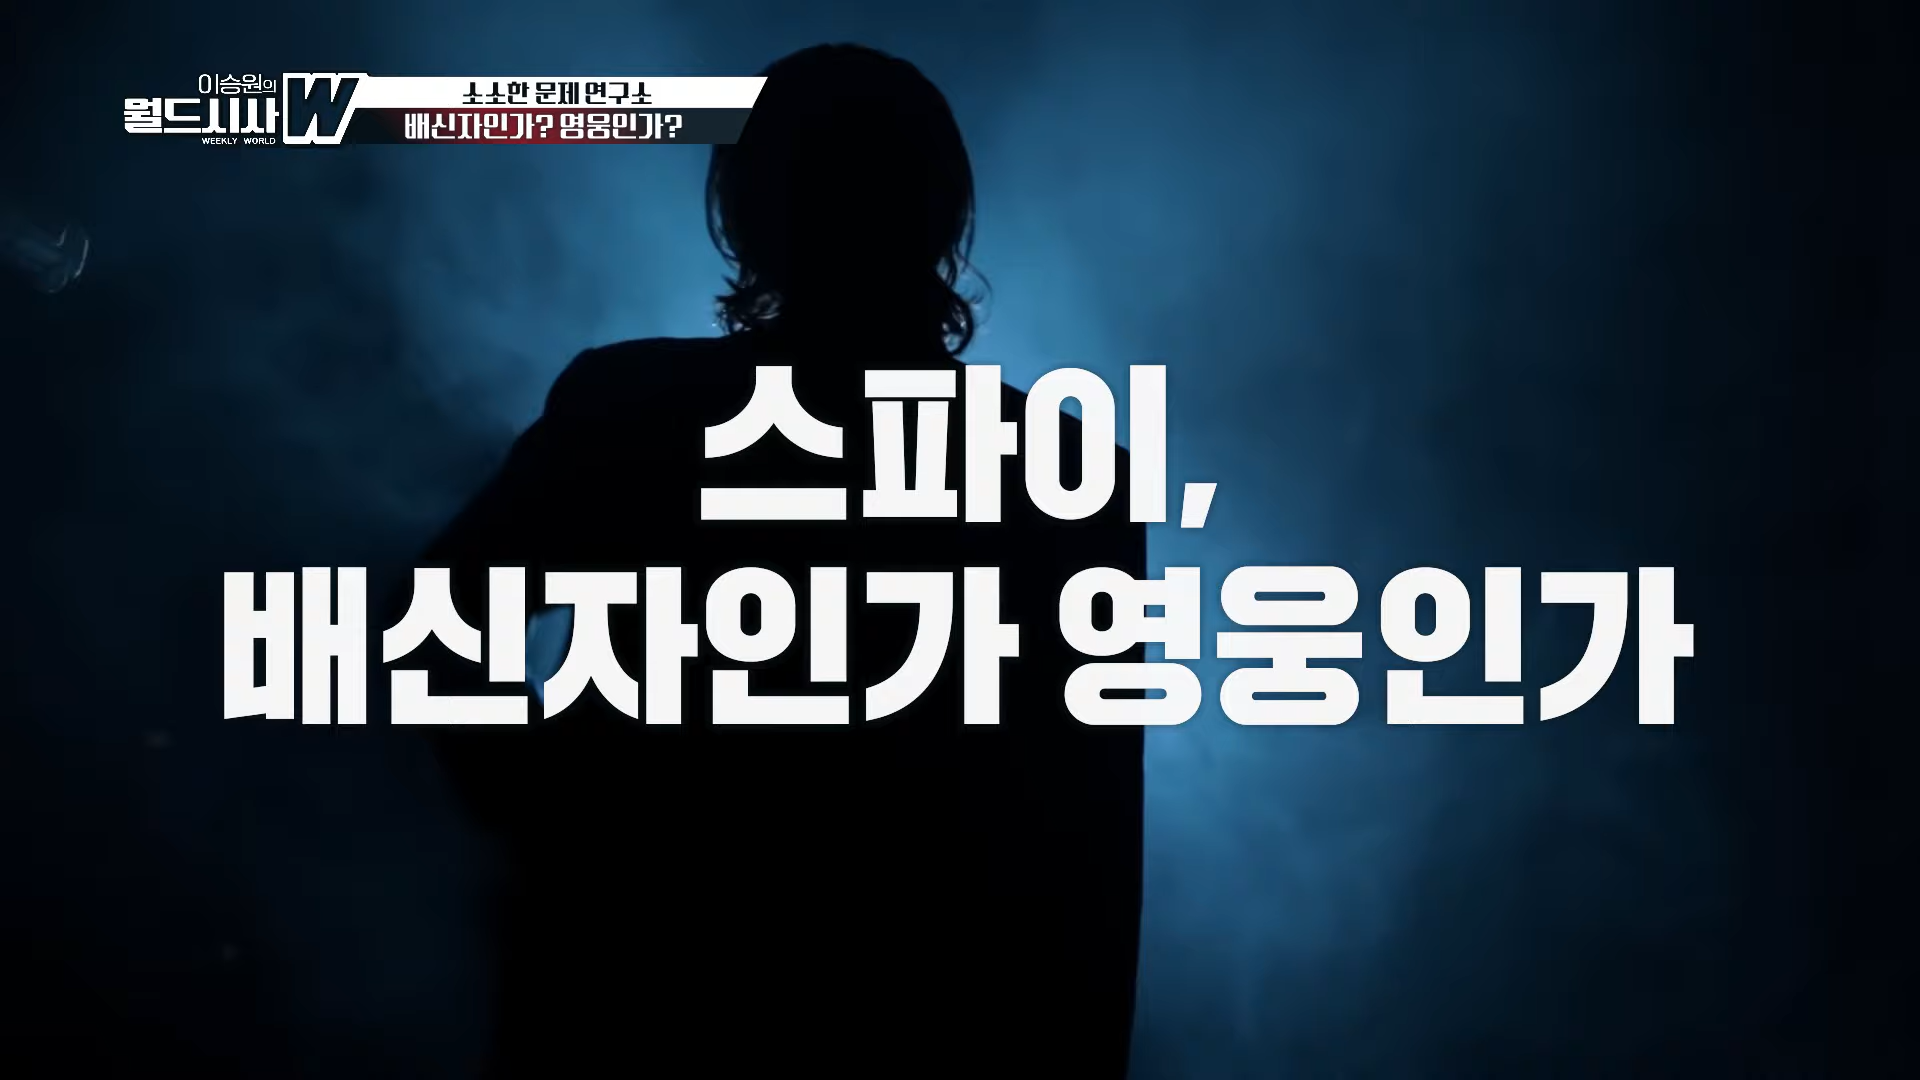 이승원의
월드시사 W
WEEKLY WORLD
소소한 문제 연구소
배신자인가? 영웅인가?
스파이,
배신자인가 영웅인가